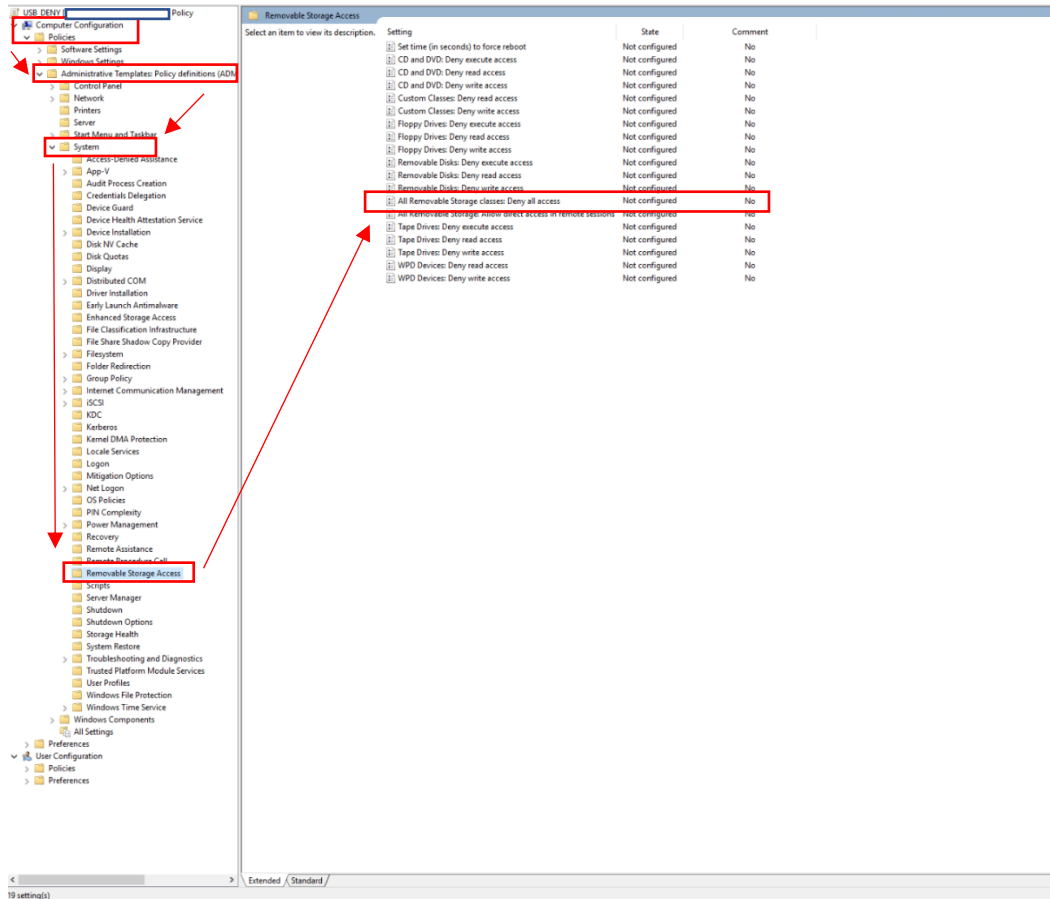 USB DENY Policy
Computer Configuration
Policies
Software Settings
Windows Settings
Administrative Templates: Policy definitions (ADM
Control Panel
Network
Printers
Server
Start Menu and Taskbar
System
Access-Denied Assistance
App-V
Audit Process Creation
Credentials Delegation
Device Guard
Device Health Attestation Service
Device Installation
Disk NV Cache
Disk Quotas
Display
Distributed COM
Driver Installation
Early Launch Antimalware
Enhanced Storage Access
File Classification Infrastructure
File Share Shadow Copy Provider
Filesystem
Folder Redirection
Group Policy
Internet Communication Management
iSCSI
KDC
Kerberos
Kernel DMA Protection
Locale Services
Logon
Mitigation Options
Net Logon
OS Policies
PIN Complexity
Power Management
Recovery
Remote Assistance
Remote Procedure Call
Removable Storage Access
Scripts
Server Manager
Shutdown
Shutdown Options
Storage Health
System Restore
Troubleshooting and Diagnostics
Trusted Platform Module Services
User Profiles
Windows File Protection
Windows Time Service
Windows Components
All Settings
Preferences
User Configuration
Policies
Preferences
Removable Storage Access
Select an item to view its description.
Setting State Comment
Set time (in seconds) to force reboot Not configured No
CD and DVD: Deny execute access Not configured No
CD and DVD: Deny read access Not configured No
CD and DVD: Deny write access Not configured No
Custom Classes: Deny read access Not configured No
Custom Classes: Deny write access Not configured No
Floppy Drives: Deny execute access Not configured No
Floppy Drives: Deny read access Not configured No
Floppy Drives: Deny write access Not configured No
Removable Disks: Deny execute access Not configured No
Removable Disks: Deny read access Not configured No
Removable Disks: Deny write access Not configured No
All Removable Storage classes: Deny all access Not configured No
All Removable Storage: Allow direct access in remote sessions Not configured No
Tape Drives: Deny execute access Not configured No
Tape Drives: Deny read access Not configured No
Tape Drives: Deny write access Not configured No
WPD Devices: Deny read access Not configured No
WPD Devices: Deny write access Not configured No
Extended Standard
19 setting(s)